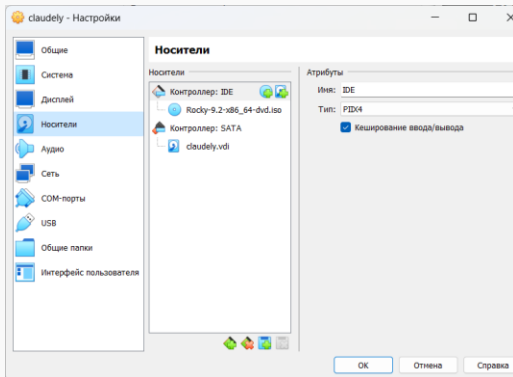 claudely - Настройки
Общие
Система
Дисплей
Носители
Аудио
Сеть
COM-порты
USB
Общие папки
Интерфейс пользователя
Носители
Носители
Контроллер: IDE
Rocky-9.2-x86_64-dvd.iso
Контроллер: SATA
claudely.vdi
Атрибуты
Имя: IDE
Тип: PIIX4
Кеширование ввода/вывода
OK
Отмена
Справка